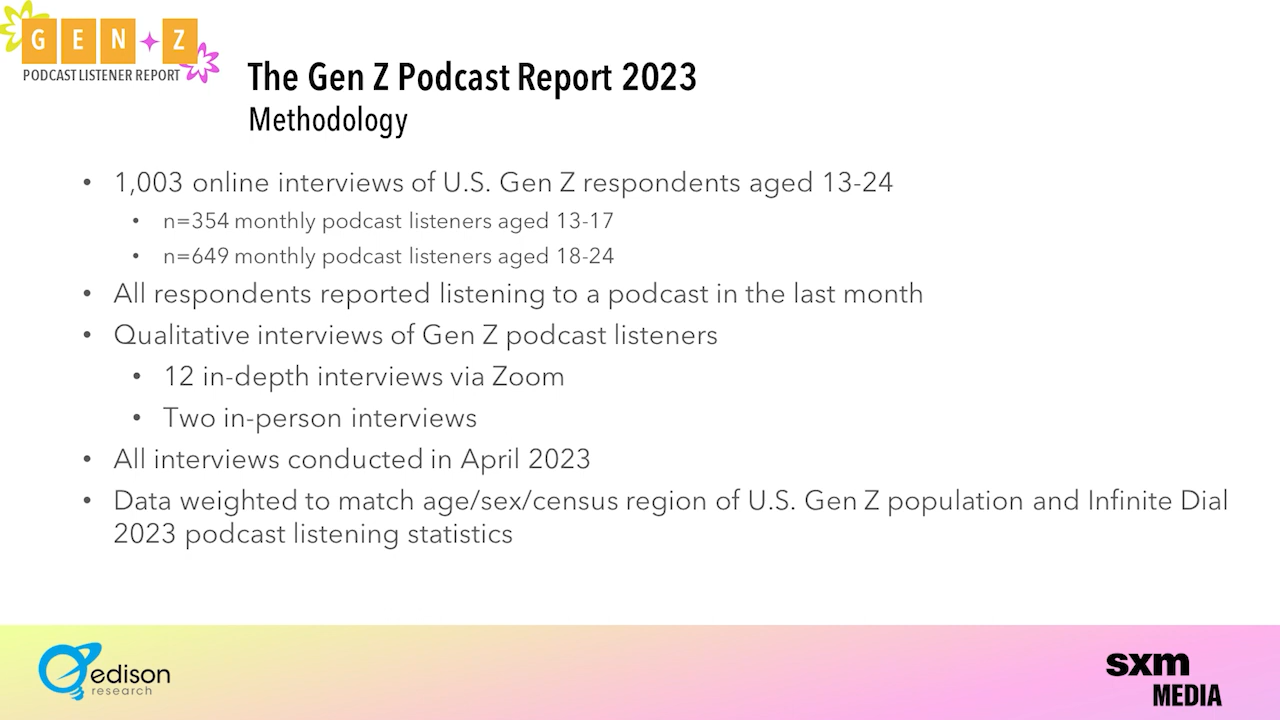 GEN Z
PODCAST LISTENER REPORT
The Gen Z Podcast Report 2023
Methodology
• 1,003 online interviews of U.S. Gen Z respondents aged 13-24
• n=354 monthly podcast listeners aged 13-17
• n=649 monthly podcast listeners aged 18-24
• All respondents reported listening to a podcast in the last month
• Qualitative interviews of Gen Z podcast listeners
• 12 in-depth interviews via Zoom
• Two in-person interviews
• All interviews conducted in April 2023
• Data weighted to match age/sex/census region of U.S. Gen Z population and Infinite Dial
2023 podcast listening statistics
edison
research
sxm
MEDIA